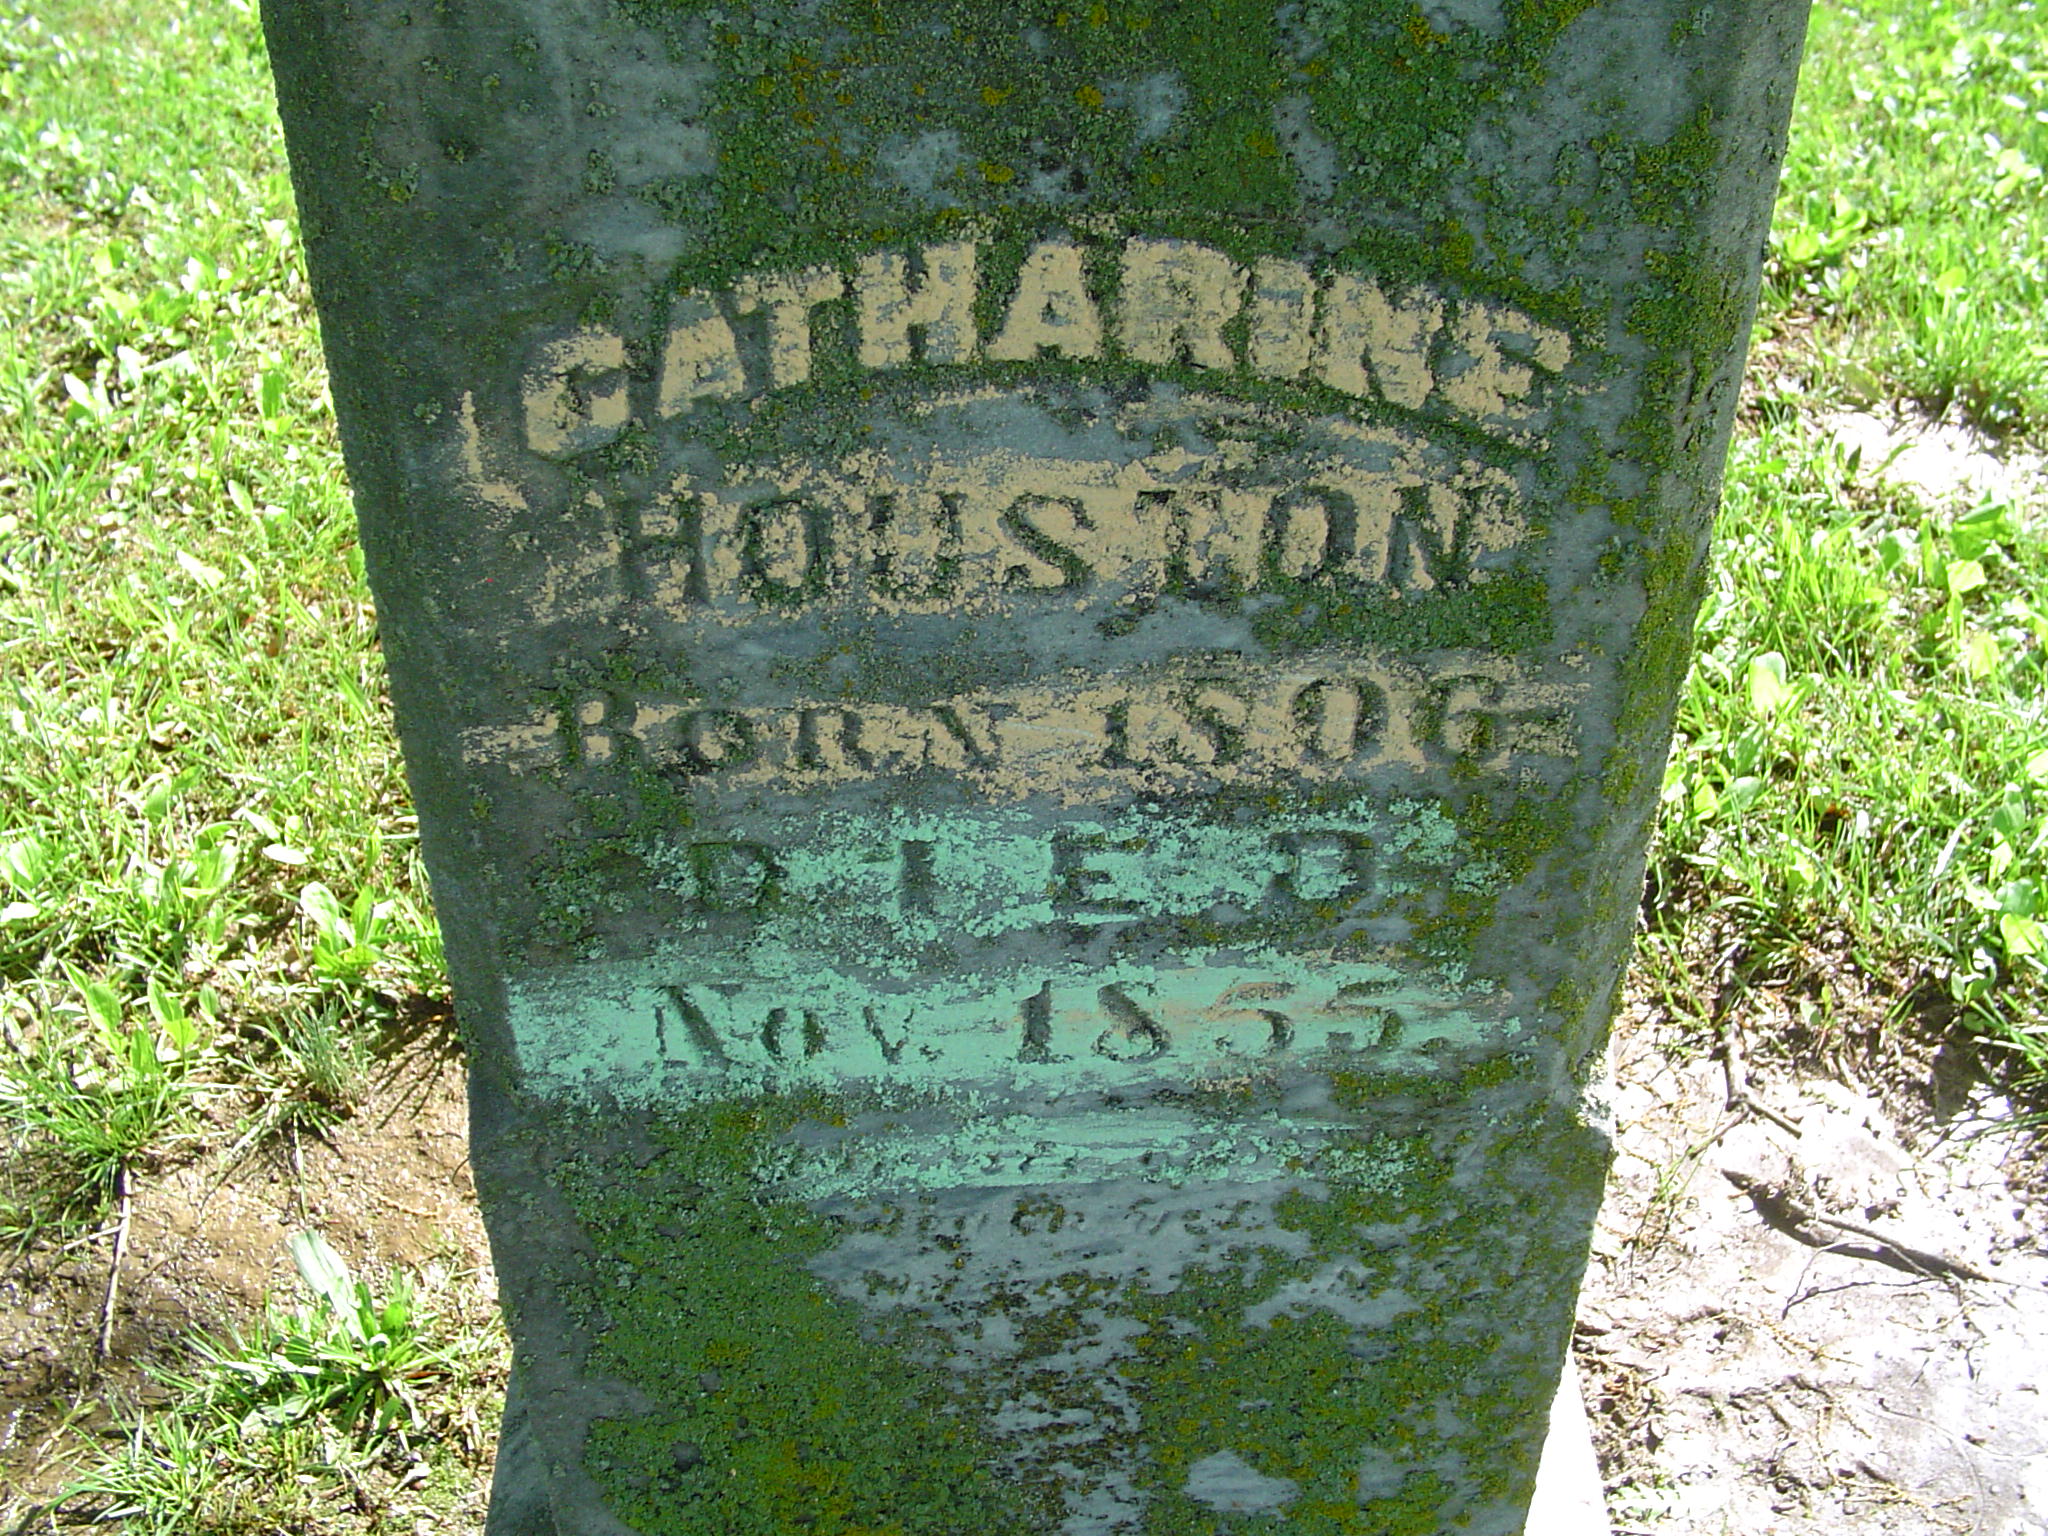 CATHARINE
HOUSTON
BORN 1806
DIED
Nov. 1855.